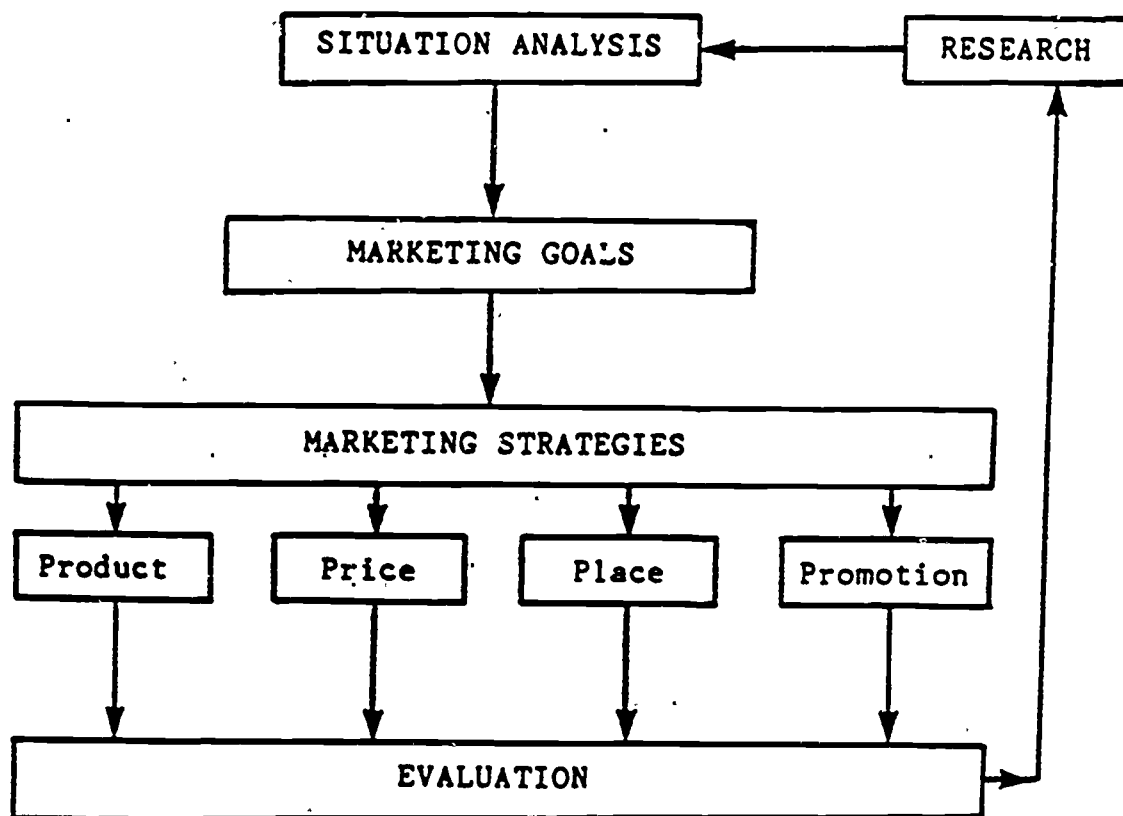 SITUATION ANALYSIS
RESEARCH
MARKETING GOALS
MARKETING STRATEGIES
Product
Price
Place
Promotion
EVALUATION